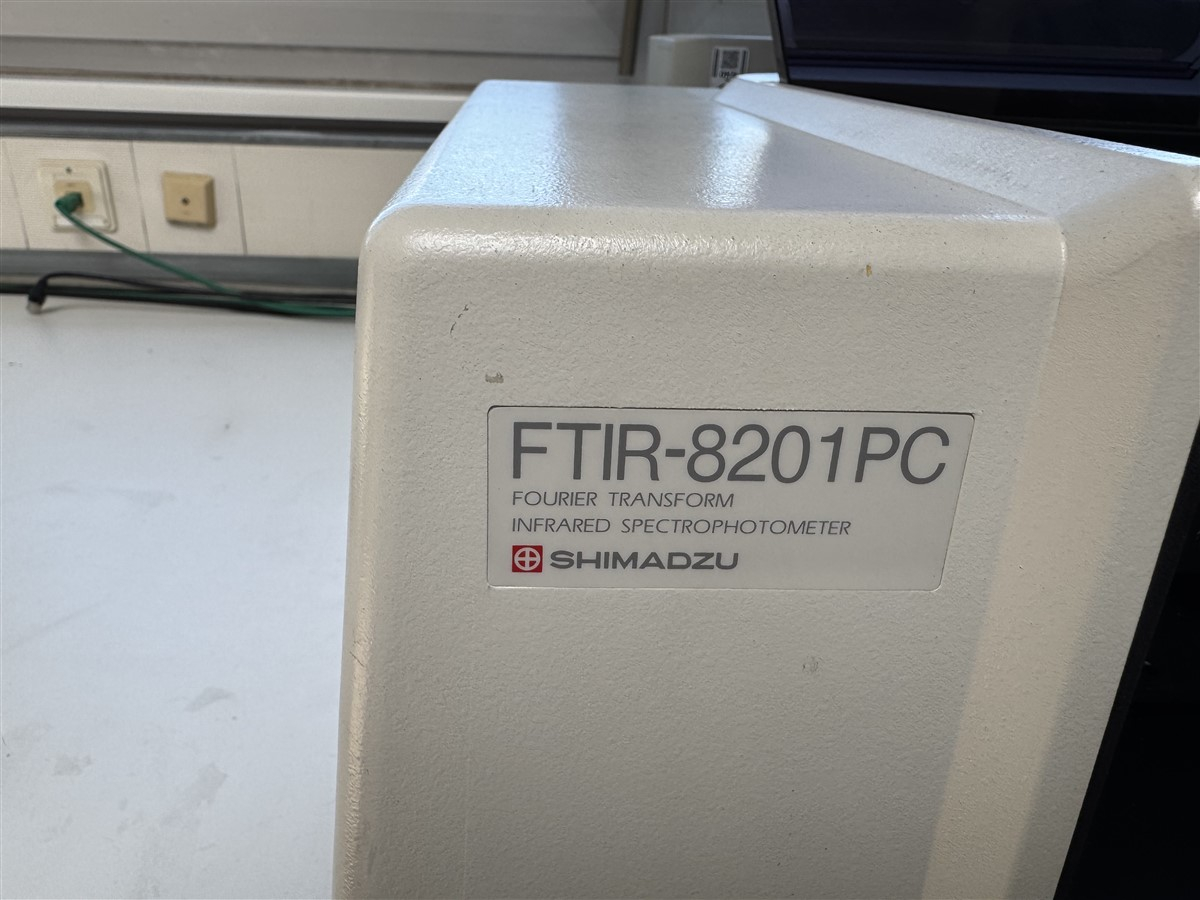 FTIR-8201PC
FOURIER TRANSFORM
INFRARED SPECTROPHOTOMETER
SHIMADZU